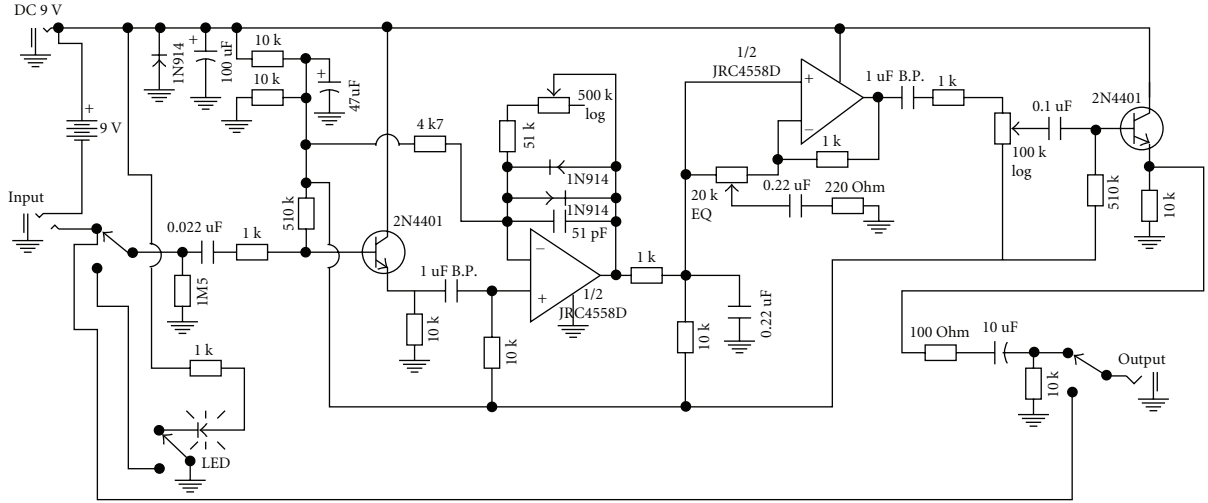 DC 9 V
+
9 V
1N914
+
100 uF
10 k
10 k
+
47uF
4 k7
51 k
500 k
log
1N914
1N914
51 pF
−
+
1/2
JRC4558D
1/2
JRC4558D
+
−
1 uF B.P.
1 k
1 k
20 k
EQ
0.22 uF
220 Ohm
100 k
log
0.1 uF
2N4401
510 k
10 k
Input
0.022 uF
1 k
1M5
510 k
2N4401
10 k
1 uF B.P.
10 k
1 k
10 k
0.22 uF
100 Ohm
10 uF
10 k
Output
1 k
LED